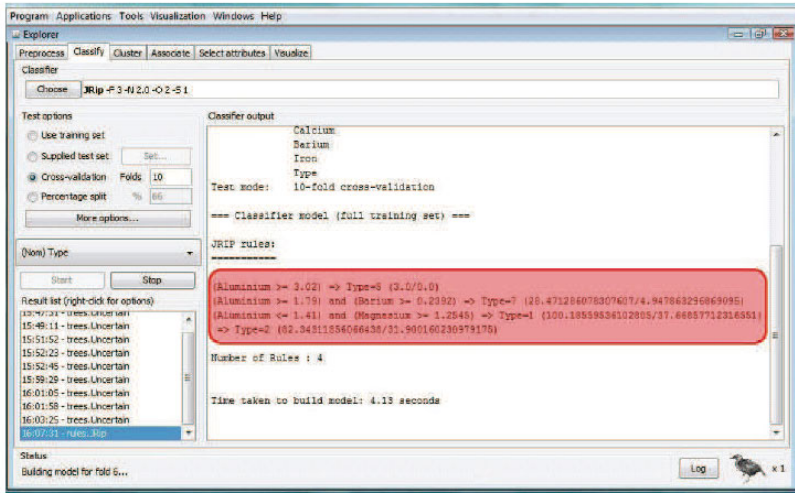 Program Applications Tools Visualization Windows Help
Explorer
Preprocess Classify Cluster Associate Select attributes Visualize
Classifier
Choose JRip -F 3 -N 2.0 -O 2 -S 1
Test options
Use training set
Supplied test set Set...
Cross-validation Folds 10
Percentage split % 66
More options...
(Nom) Type
Start Stop
Result list (right-click for options)
15:47:31 - trees.Uncertain
15:49:11 - trees.Uncertain
15:51:52 - trees.Uncertain
15:52:23 - trees.Uncertain
15:52:45 - trees.Uncertain
15:59:29 - trees.Uncertain
16:01:05 - trees.Uncertain
16:01:58 - trees.Uncertain
16:03:25 - trees.Uncertain
16:07:31 - rules.JRip
Classifier output
Calcium
Barium
Iron
Type
Test mode: 10-fold cross-validation
=== Classifier model (full training set) ===
JRIP rules:
===========
(Aluminium >= 3.02) => Type=5 (3.0/0.0)
(Aluminium >= 1.79) and (Barium >= 0.2392) => Type=7 (28.471286078307607/4.947863296869095)
(Aluminium <= 1.41) and (Magnesium >= 1.2545) => Type=1 (100.18559536102805/37.66857712316551)
=> Type=2 (82.34311856066438/31.900160230979175)
Number of Rules : 4
Time taken to build model: 4.13 seconds
Status
Building model for fold 6...
Log
x 1